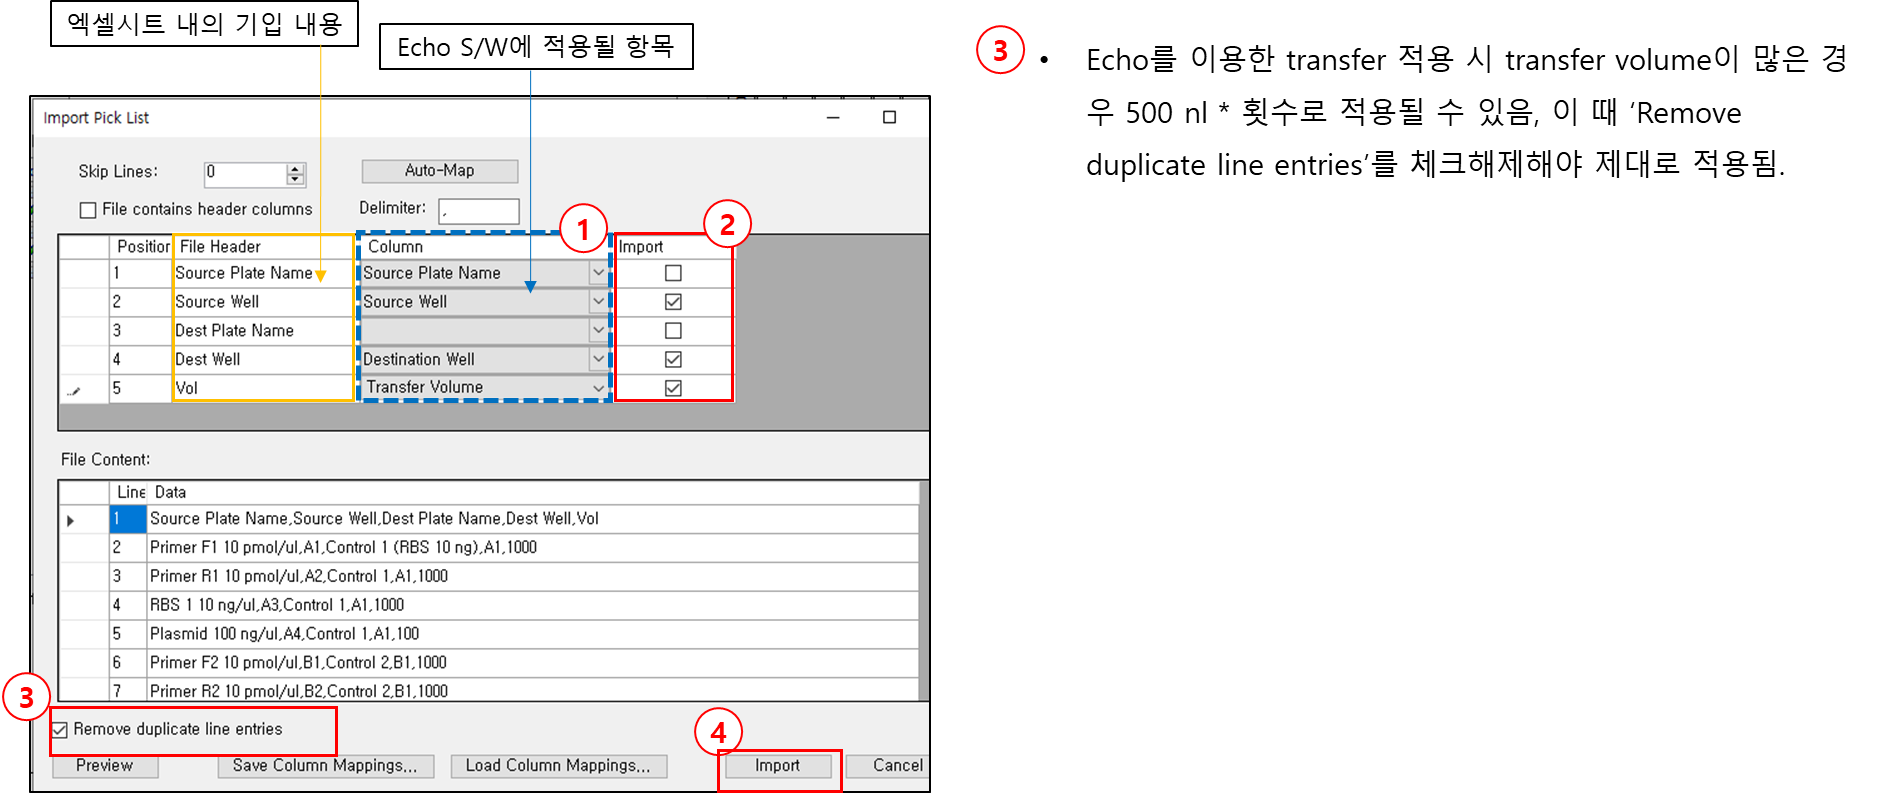 엑셀시트 내의 기입 내용
Echo S/W에 적용될 항목
Import Pick List
Skip Lines: 0
Auto-Map
File contains header columns
Delimiter: ,
1
2
Position File Header Column Import
1 Source Plate Name Source Plate Name
2 Source Well Source Well
3 Dest Plate Name
4 Dest Well Destination Well
5 Vol Transfer Volume
File Content:
Line Data
1 Source Plate Name,Source Well,Dest Plate Name,Dest Well,Vol
2 Primer F1 10 pmol/ul,A1,Control 1 (RBS 10 ng),A1,1000
3 Primer R1 10 pmol/ul,A2,Control 1,A1,1000
4 RBS 1 10 ng/ul,A3,Control 1,A1,1000
5 Plasmid 100 ng/ul,A4,Control 1,A1,100
6 Primer F2 10 pmol/ul,B1,Control 2,B1,1000
7 Primer R2 10 pmol/ul,B2,Control 2,B1,1000
3
Remove duplicate line entries
4
Preview Save Column Mappings... Load Column Mappings... Import Cancel
3 • Echo를 이용한 transfer 적용 시 transfer volume이 많은 경
우 500 nl * 횟수로 적용될 수 있음, 이 때 ‘Remove
duplicate line entries’를 체크해제해야 제대로 적용됨.